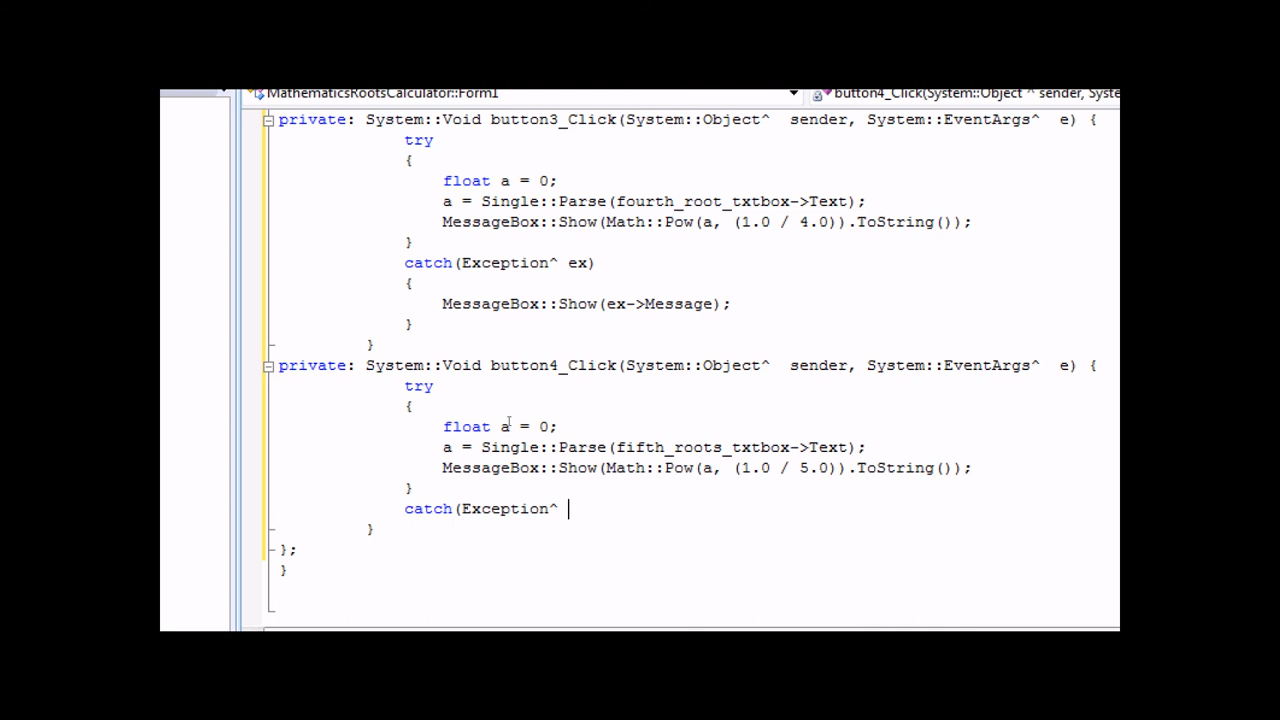 MathematicsRootsCalculator::Form1
button4_Click(System::Object ^ sender, Syste
private: System::Void button3_Click(System::Object^  sender, System::EventArgs^  e) {
try
{
float a = 0;
a = Single::Parse(fourth_root_txtbox->Text);
MessageBox::Show(Math::Pow(a, (1.0 / 4.0)).ToString());
}
catch(Exception^ ex)
{
MessageBox::Show(ex->Message);
}
}
private: System::Void button4_Click(System::Object^  sender, System::EventArgs^  e) {
try
{
float a = 0;
a = Single::Parse(fifth_roots_txtbox->Text);
MessageBox::Show(Math::Pow(a, (1.0 / 5.0)).ToString());
}
catch(Exception^
}
};
}